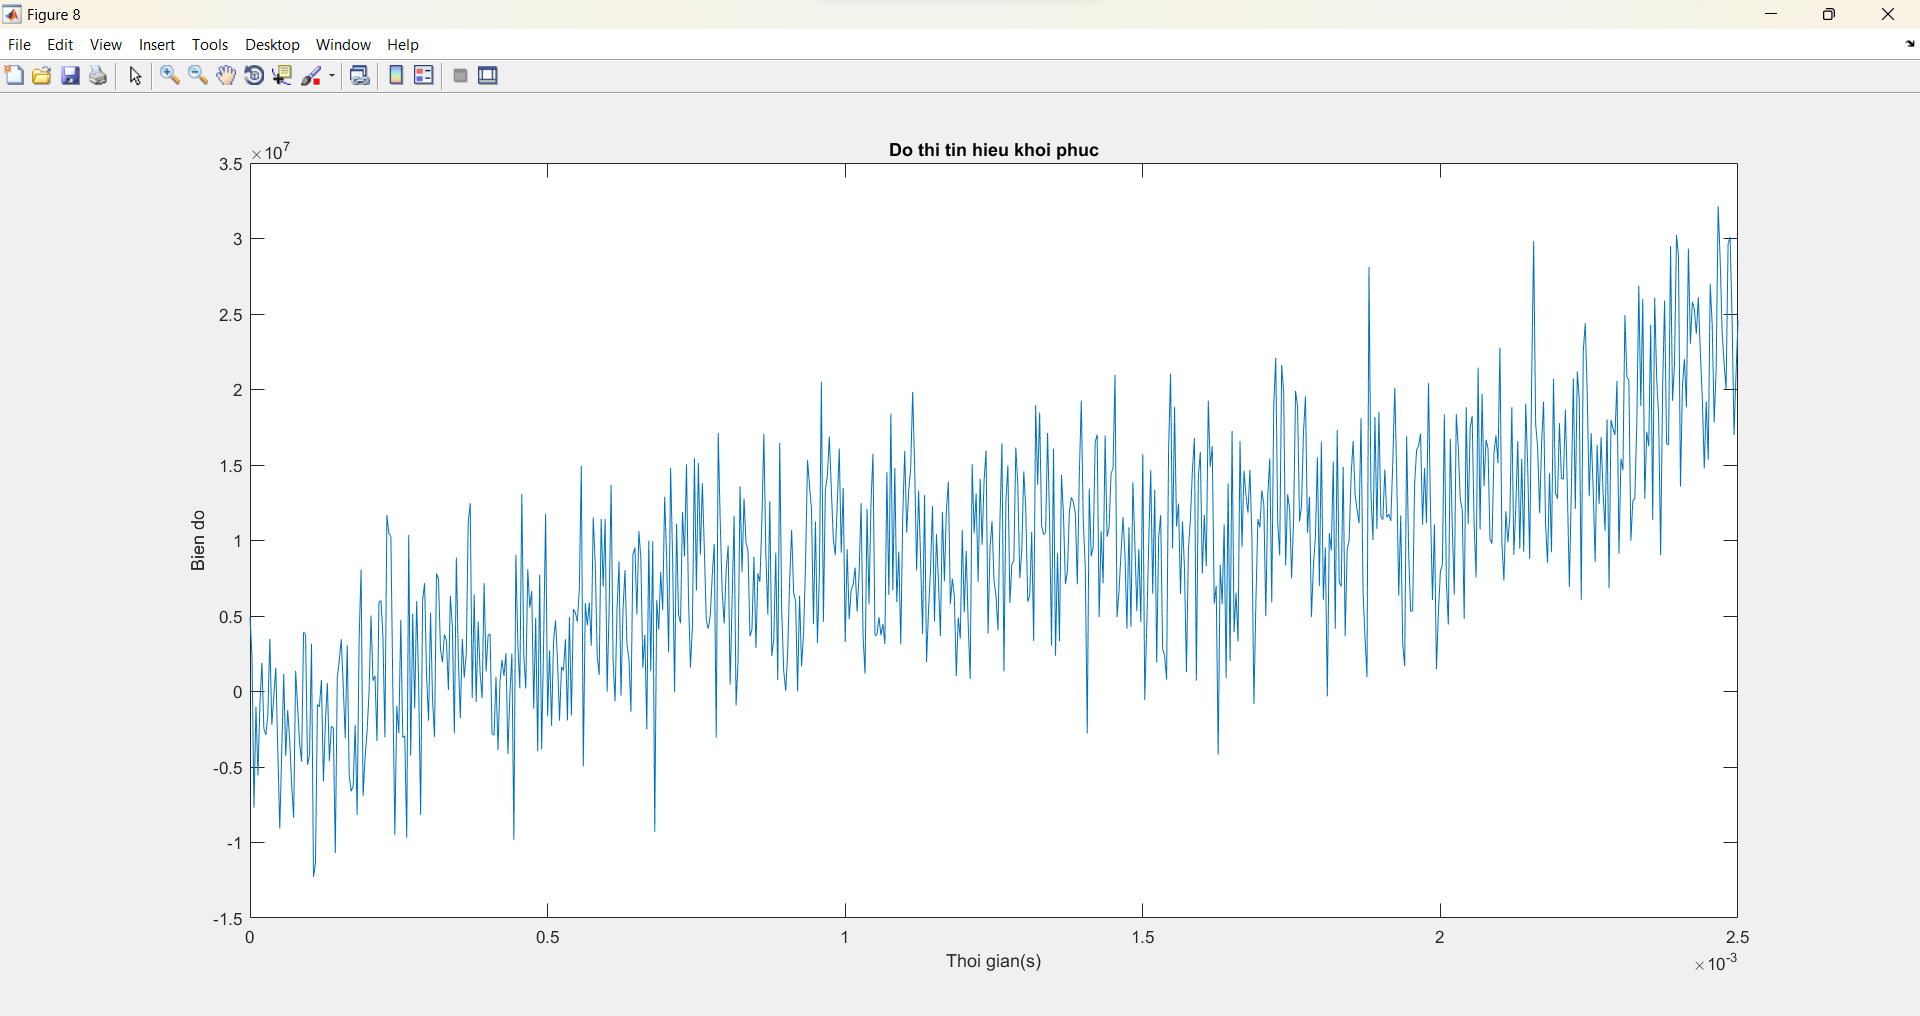 Figure 8
File Edit View Insert Tools Desktop Window Help
×10^7
Do thi tin hieu khoi phuc
3.5
3
2.5
2
1.5
1
0.5
0
-0.5
-1
-1.5
Bien do
0 0.5 1 1.5 2 2.5
Thoi gian(s)
×10^-3